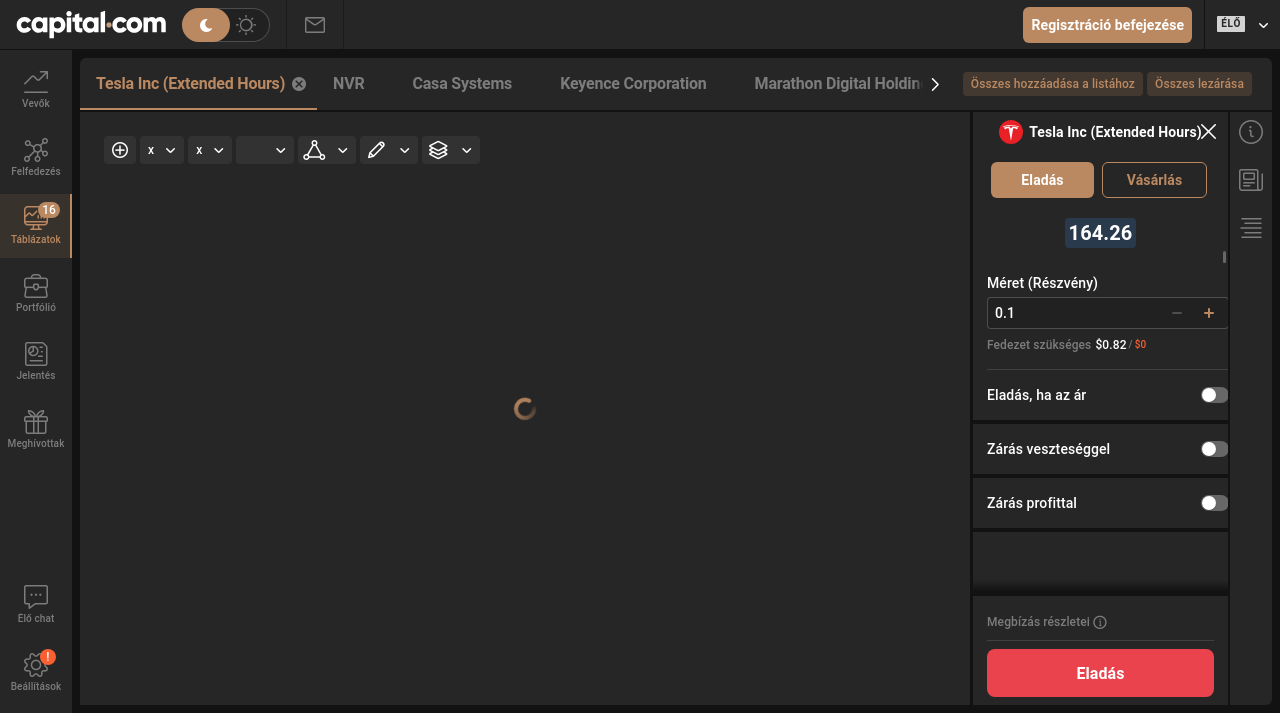 capital.com
Regisztráció befejezése
ÉLŐ
Vevők
Felfedezés
16
Táblázatok
Portfólió
Jelentés
Meghívottak
Elő chat
!
Beállítások
Tesla Inc (Extended Hours)
NVR
Casa Systems
Keyence Corporation
Marathon Digital Holdin
Összes hozzáadása a listához
Összes lezárása
x
x
Tesla Inc (Extended Hours)
Eladás
Vásárlás
164.26
Méret (Részvény)
0.1
Fedezet szükséges $0.82 / $0
Eladás, ha az ár
Zárás veszteséggel
Zárás profittal
Megbízás részletei
Eladás